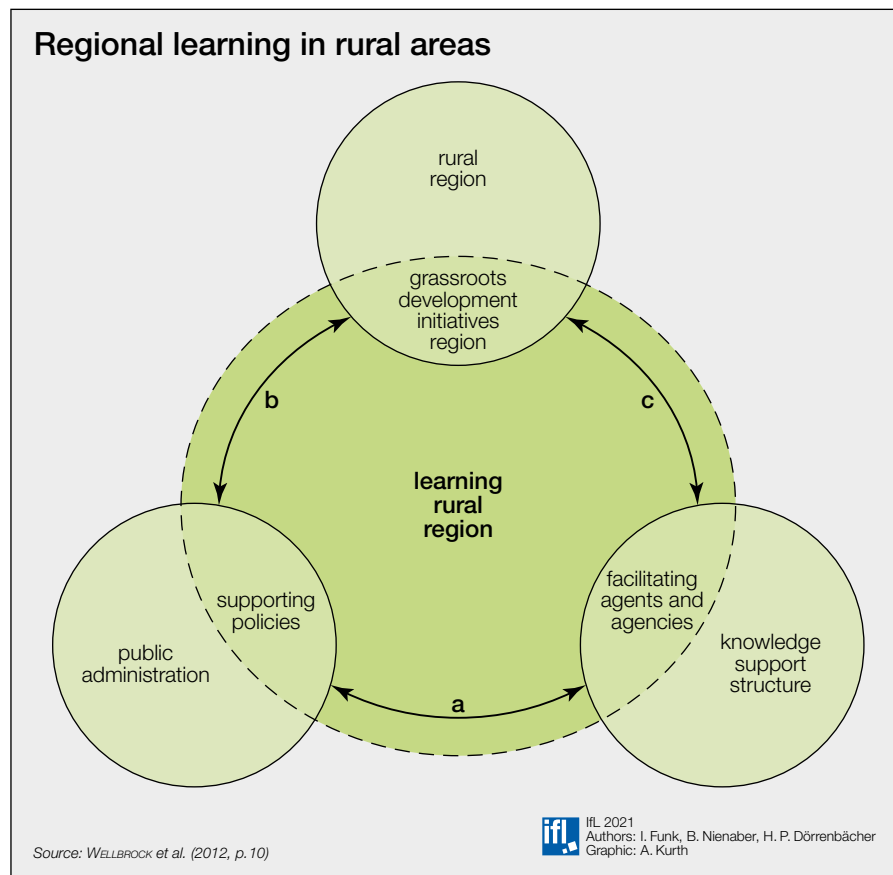 Regional learning in rural areas
rural
region
grassroots
development
initiatives
region
b
c
learning
rural
region
supporting
policies
facilitating
agents and
agencies
public
administration
knowledge
support
structure
a
Source: WELLBROCK et al. (2012, p.10)
ifl
IfL 2021
Authors: I. Funk, B. Nienaber, H. P. Dörrenbächer
Graphic: A. Kurth